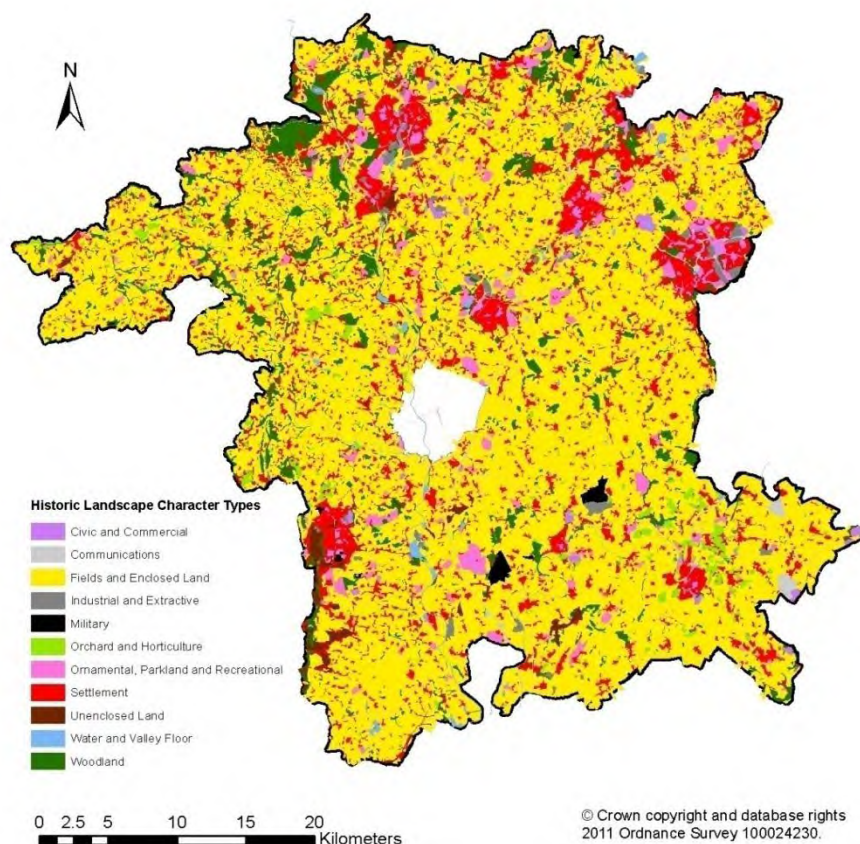 N
Historic Landscape Character Types
Civic and Commercial
Communications
Fields and Enclosed Land
Industrial and Extractive
Military
Orchard and Horticulture
Ornamental, Parkland and Recreational
Settlement
Unenclosed Land
Water and Valley Floor
Woodland
0 2.5 5 10 15 20
Kilometers
© Crown copyright and database rights
2011 Ordnance Survey 100024230.